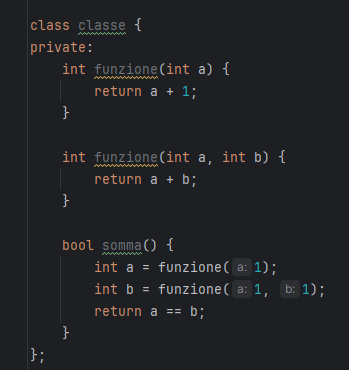 class classe {
private:
    int funzione(int a) {
        return a + 1;
    }

    int funzione(int a, int b) {
        return a + b;
    }

    bool somma() {
        int a = funzione( a: 1);
        int b = funzione( a: 1, b: 1);
        return a == b;
    }
};